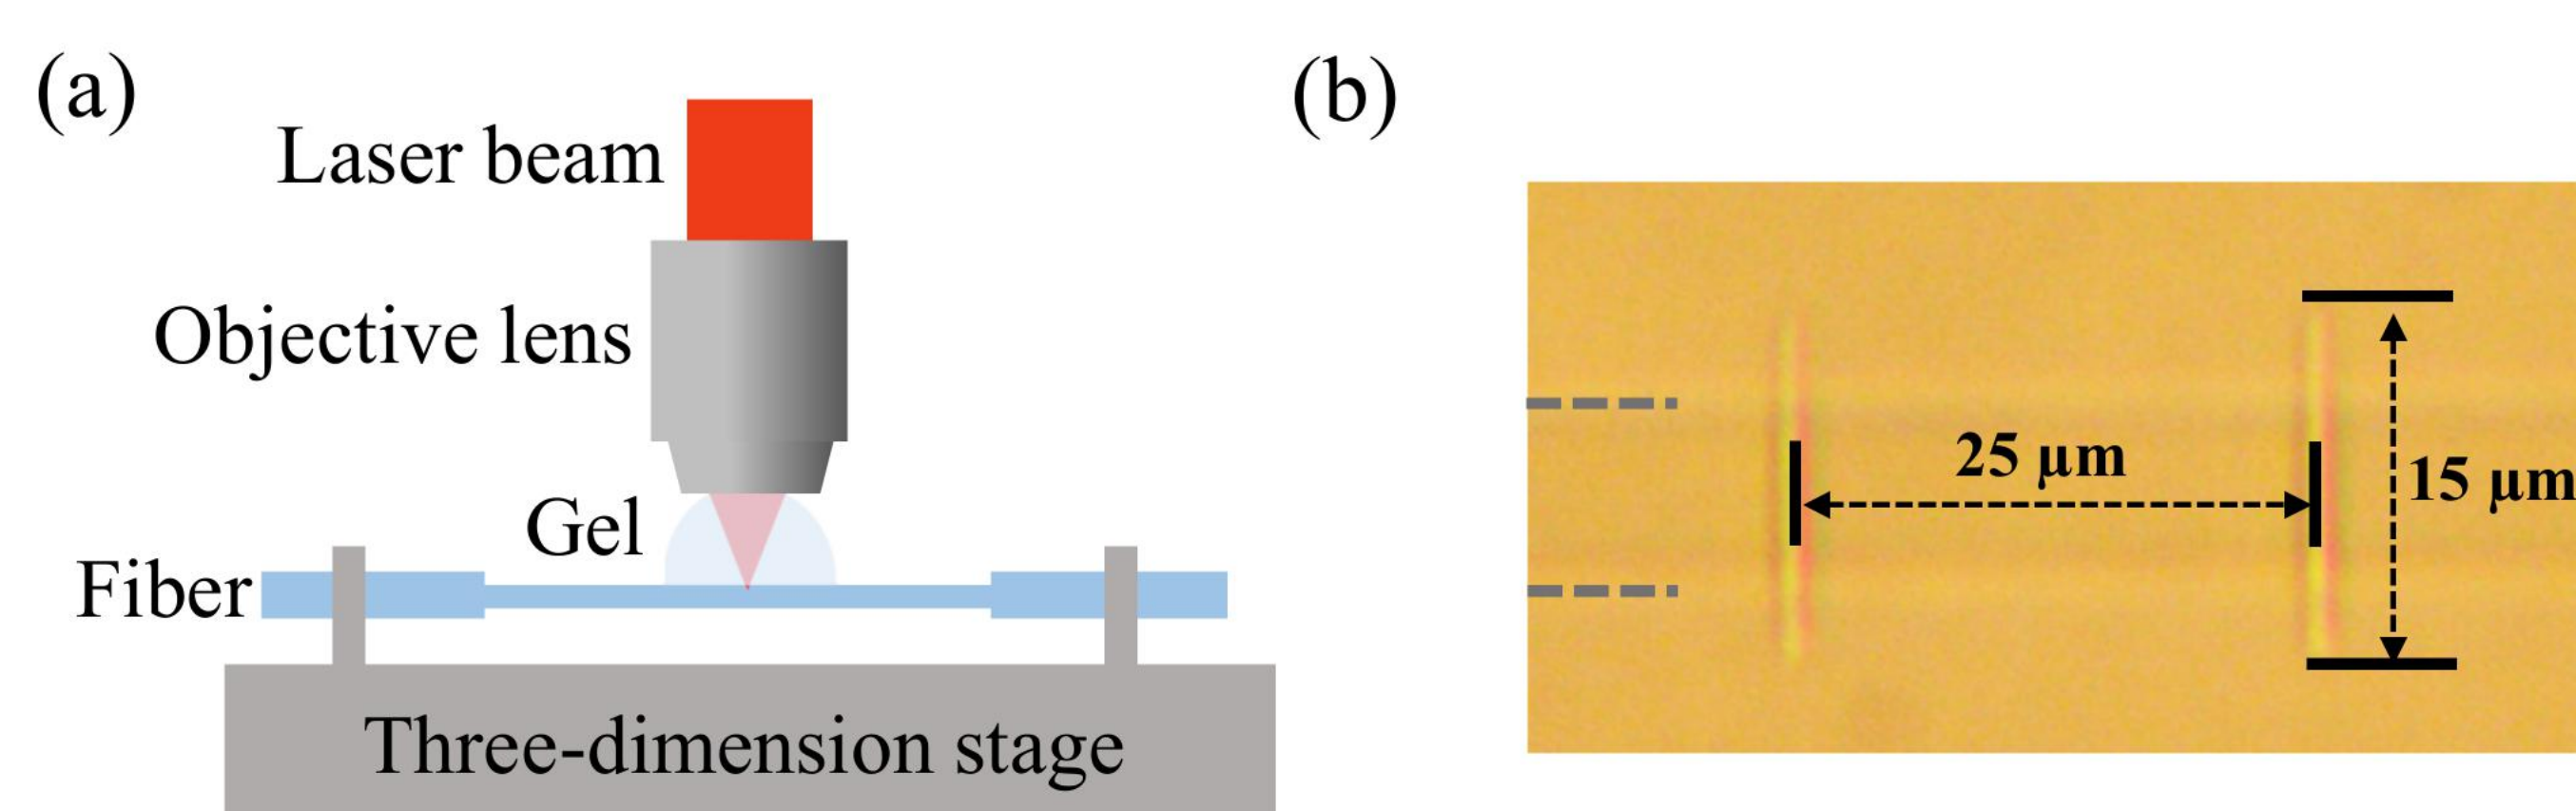 (a)
Laser beam
Objective lens
Gel
Fiber
Three-dimension stage
(b)
25 μm
15 μm